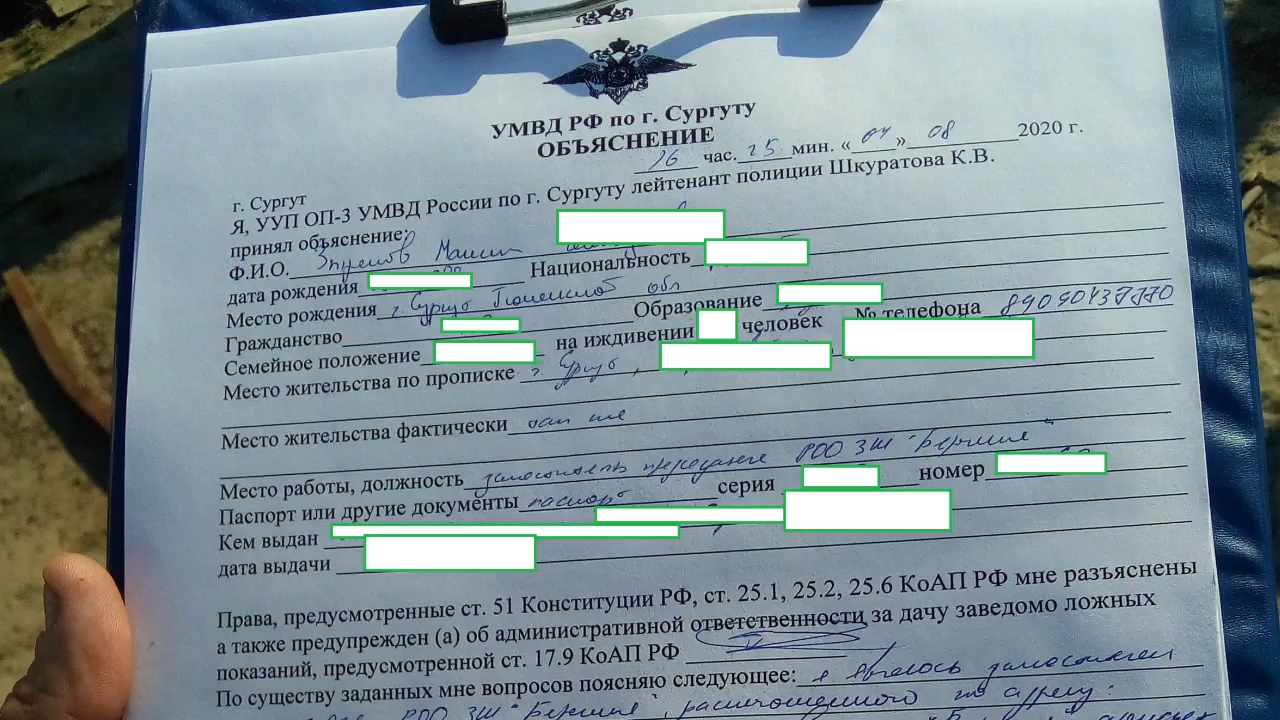 УМВД РФ по г. Сургуту
ОБЪЯСНЕНИЕ
16 час. 25 мин. «04» 08 2020 г.
г. Сургут
Я, УУП ОП-3 УМВД России по г. Сургуту лейтенант полиции Шкуратова К.В.
принял объяснение:
Ф.И.О.
дата рождения Национальность
Место рождения г. Сургут Тюменской обл
Гражданство Образование
Семейное положение на иждивении человек № телефона 89090437770
Место жительства по прописке г. Сургут,
Место жительства фактически там же
Место работы, должность заместитель председателя РОО ЗЖ "Верный"
Паспорт или другие документы паспорт серия номер
Кем выдан
дата выдачи
Права, предусмотренные ст. 51 Конституции РФ, ст. 25.1, 25.2, 25.6 КоАП РФ мне разъяснены
а также предупрежден (а) об административной ответственности за дачу заведомо ложных
показаний, предусмотренной ст. 17.9 КоАП РФ
По существу заданных мне вопросов поясняю следующее: я являюсь заместителем
РОО ЗЖ "Верный", расположенного по адресу: